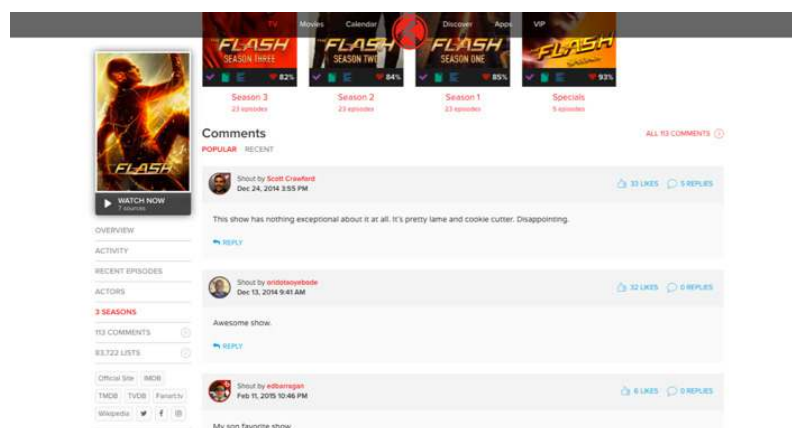 TV Movies Calendar Discover Apps VIP
FLASH FLASH FLASH FLASH
SEASON THREE SEASON TWO SEASON ONE
82% 84% 85% 93%
Season 3 Season 2 Season 1 Specials
23 episodes 23 episodes 23 episodes 5 episodes
Comments
ALL 113 COMMENTS
POPULAR RECENT
FLASH
WATCH NOW
7 sources
OVERVIEW
ACTIVITY
RECENT EPISODES
ACTORS
3 SEASONS
113 COMMENTS
83,722 LISTS
Official Site IMDB
TMDB TVDB Fanart.tv
Wikipedia
Shout by Scott Crawford
Dec 24, 2014 3:55 PM
33 LIKES 5 REPLIES
This show has nothing exceptional about it at all. It's pretty lame and cookie cutter. Disappointing.
REPLY
Shout by
Dec 13, 2014 9:41 AM
32 LIKES 0 REPLIES
Awesome show.
REPLY
Shout by edbarragan
Feb 11, 2015 10:46 PM
6 LIKES 0 REPLIES
My son favorite show